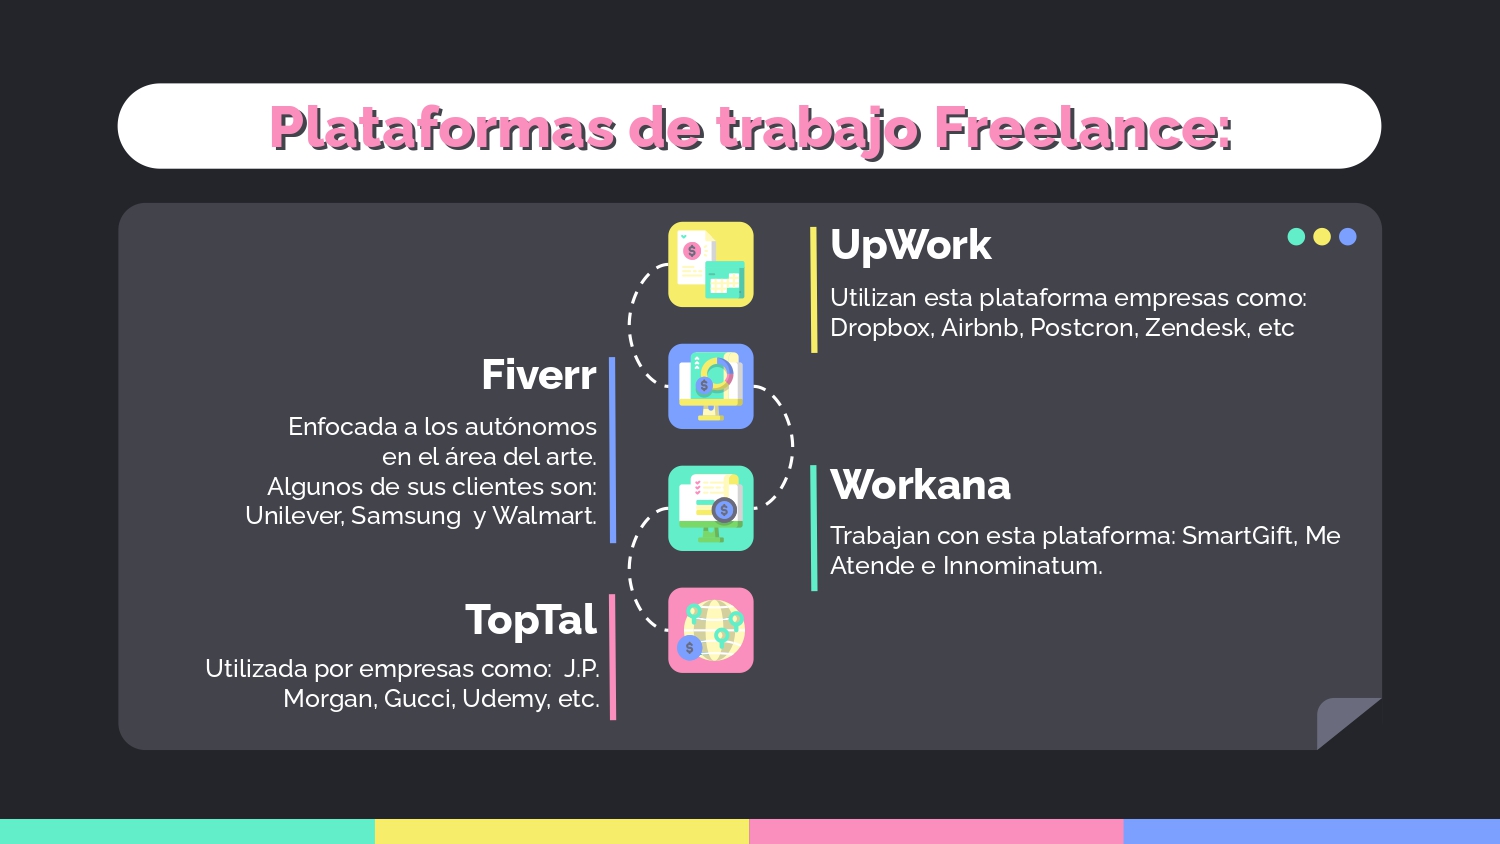 Plataformas de trabajo Freelance:
UpWork
Utilizan esta plataforma empresas como:
Dropbox, Airbnb, Postcron, Zendesk, etc
Fiverr
Enfocada a los autónomos
en el área del arte.
Algunos de sus clientes son:
Unilever, Samsung  y Walmart.
Workana
Trabajan con esta plataforma: SmartGift, Me
Atende e Innominatum.
TopTal
Utilizada por empresas como:  J.P.
Morgan, Gucci, Udemy, etc.